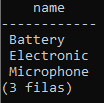 name
-------------
Battery
Electronic
Microphone
(3 filas)